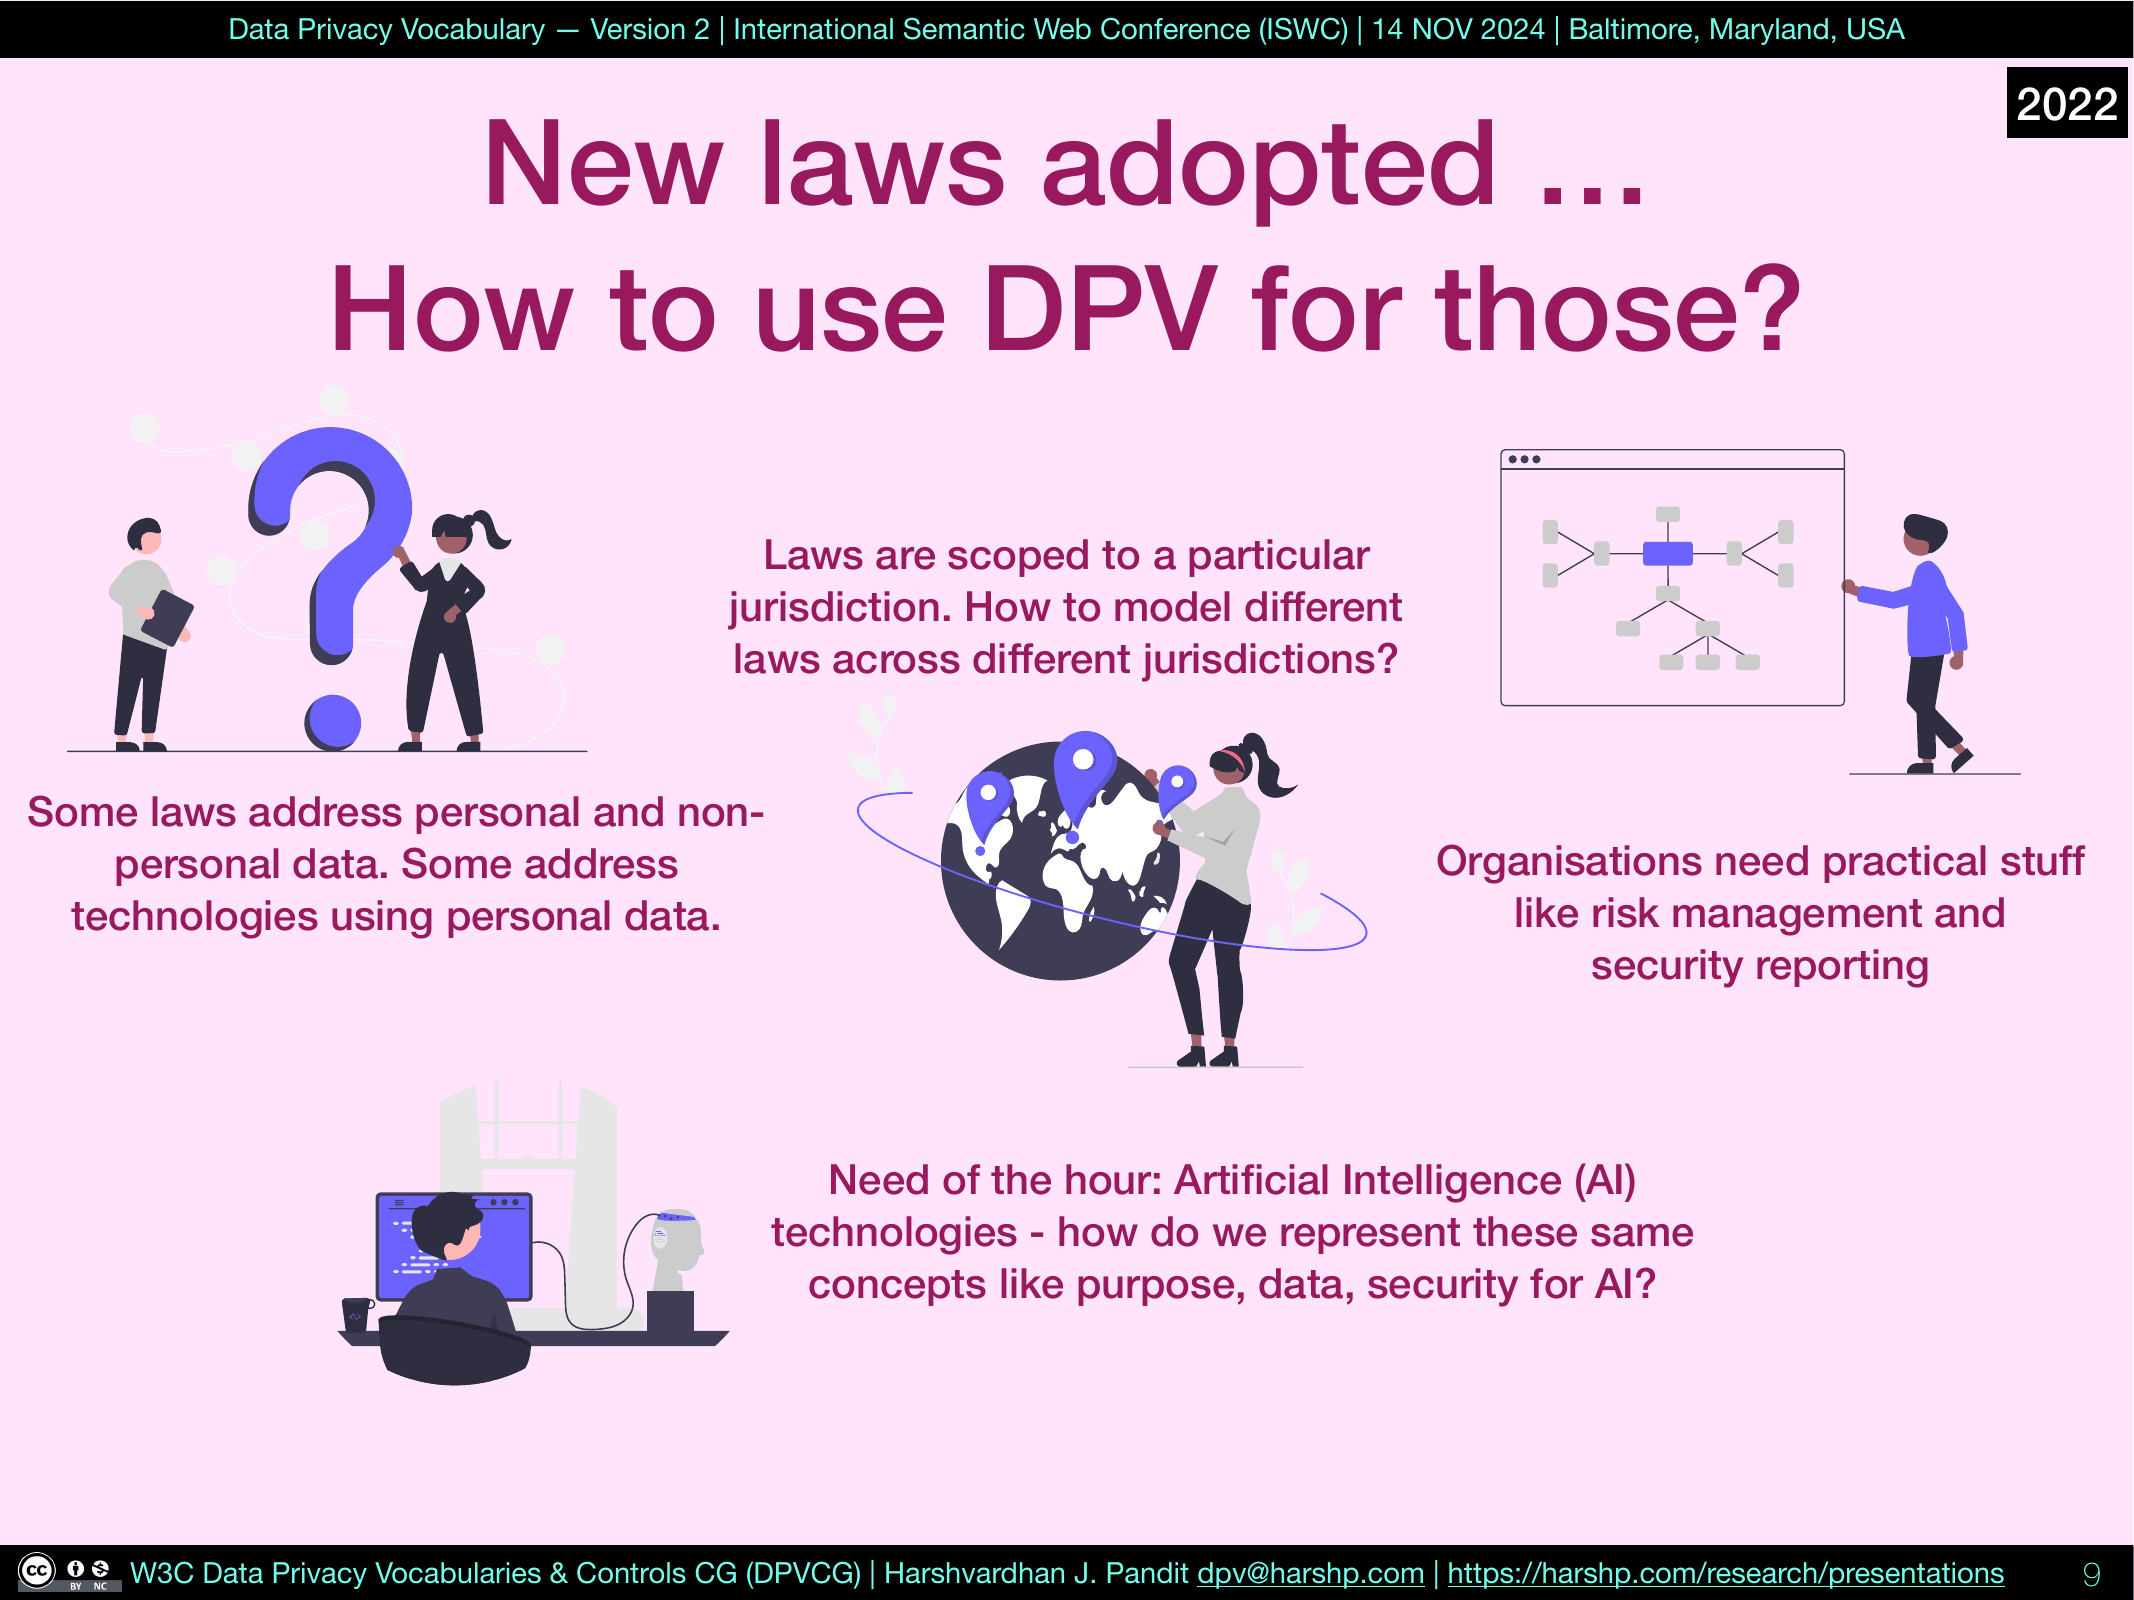 Data Privacy Vocabulary — Version 2 | International Semantic Web Conference (ISWC) | 14 NOV 2024 | Baltimore, Maryland, USA
2022
New laws adopted …
How to use DPV for those?
Laws are scoped to a particular
jurisdiction. How to model different
laws across different jurisdictions?
Some laws address personal and non-
personal data. Some address
technologies using personal data.
Organisations need practical stuff
like risk management and
security reporting
Need of the hour: Artificial Intelligence (AI)
technologies - how do we represent these same
concepts like purpose, data, security for AI?
cc BY NC W3C Data Privacy Vocabularies & Controls CG (DPVCG) | Harshvardhan J. Pandit dpv@harshp.com | https://harshp.com/research/presentations 9